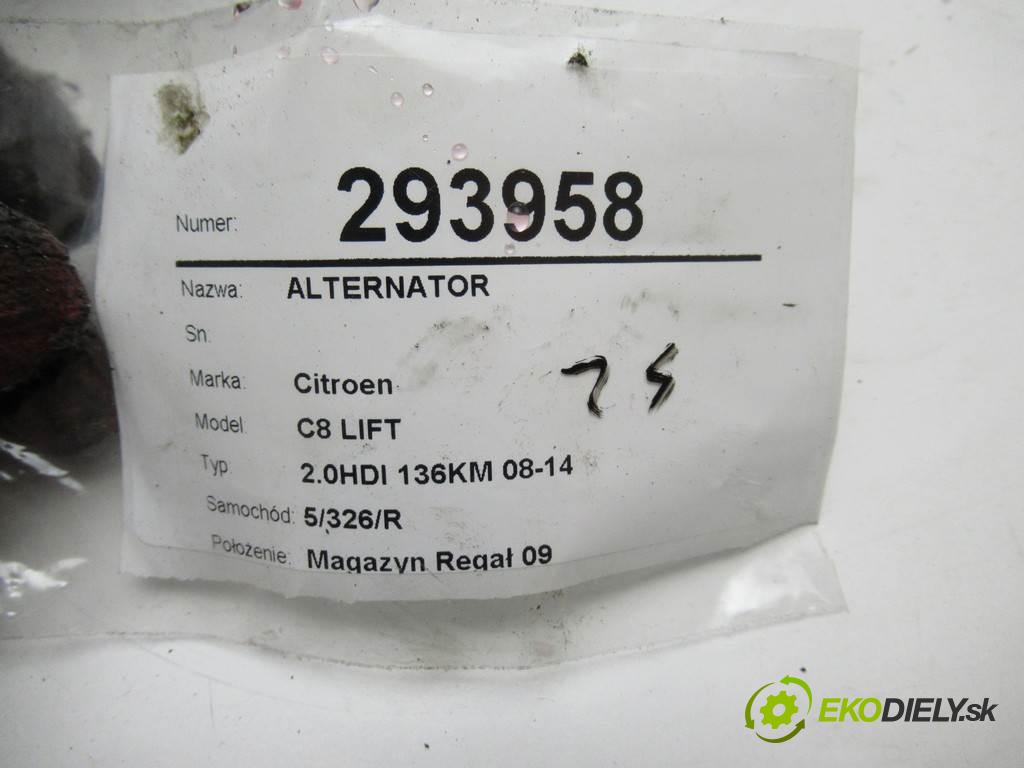 Numer: 293958
Nazwa: ALTERNATOR
Sn:
Marka: Citroen
Model: C8 LIFT
Typ: 2.0HDI 136KM 08-14
Samochód: 5/326/R
Położenie: Magazyn Regał 09
EKODIELY.sk